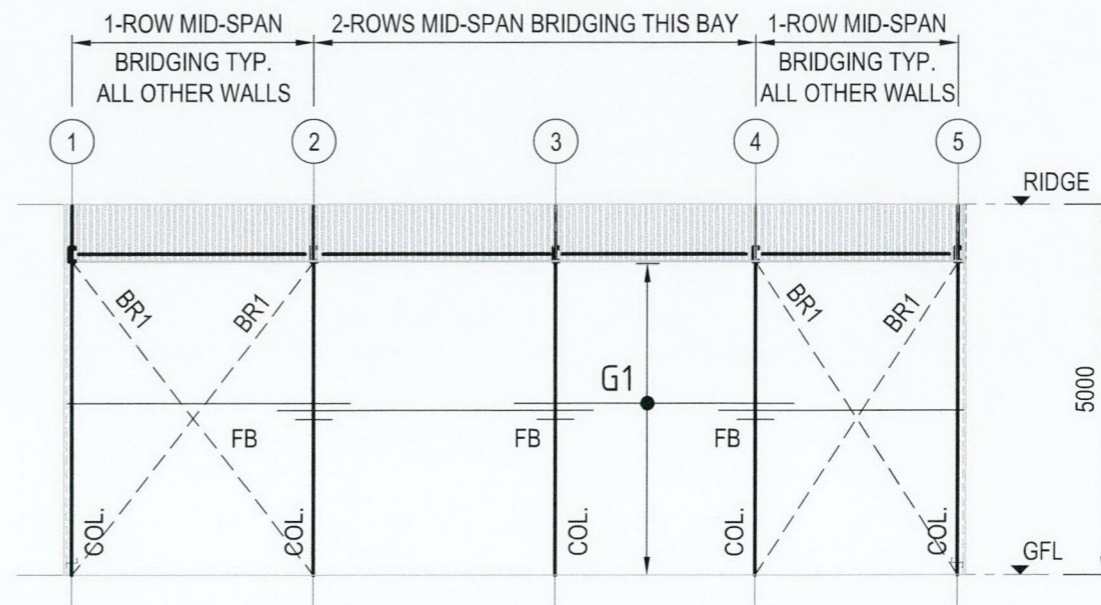 1-ROW MID-SPAN
BRIDGING TYP.
ALL OTHER WALLS
2-ROWS MID-SPAN BRIDGING THIS BAY
1-ROW MID-SPAN
BRIDGING TYP.
ALL OTHER WALLS
1
2
3
4
5
RIDGE
BR1
BR1
BR1
BR1
G1
5000
FB
FB
FB
COL.
COL.
COL.
COL.
COL.
GFL